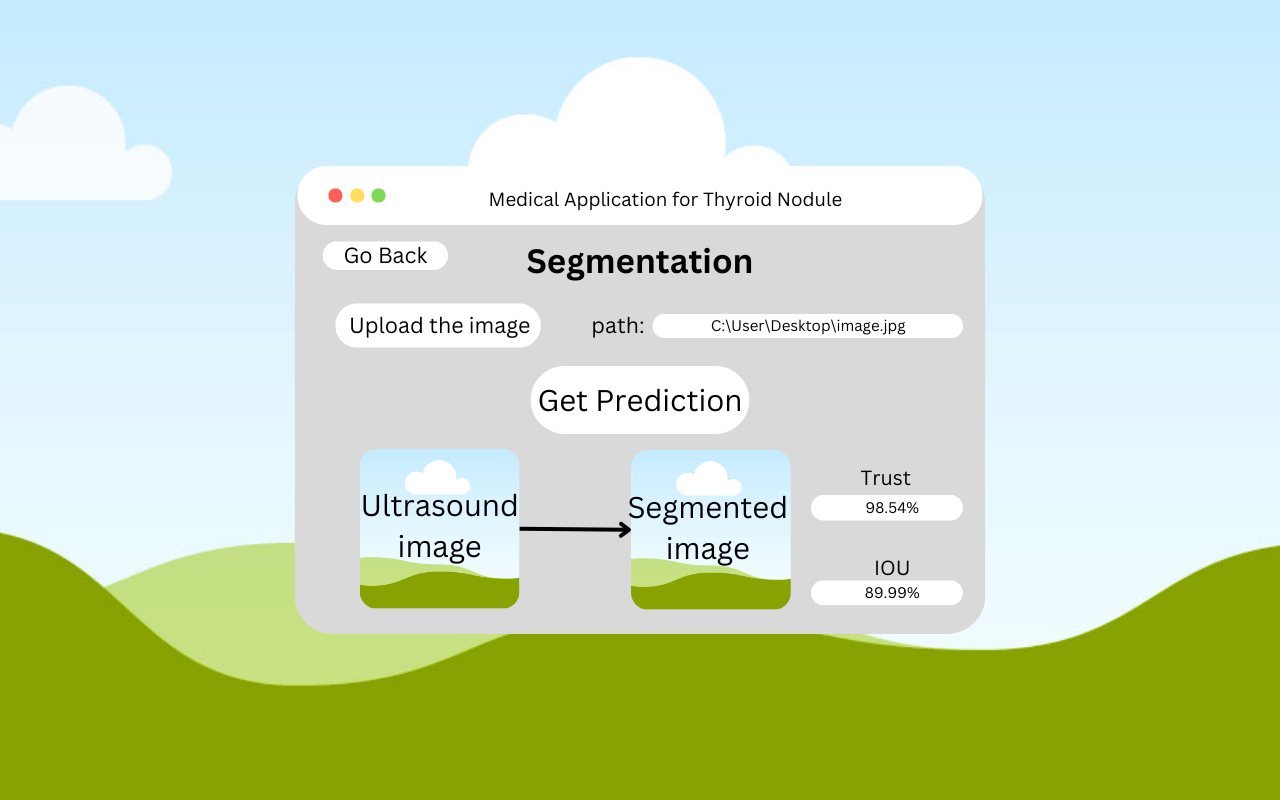 Medical Application for Thyroid Nodule
Go Back
Segmentation
Upload the image
path:
C:\User\Desktop\image.jpg
Get Prediction
Ultrasound
image
Segmented
image
Trust
98.54%
IOU
89.99%